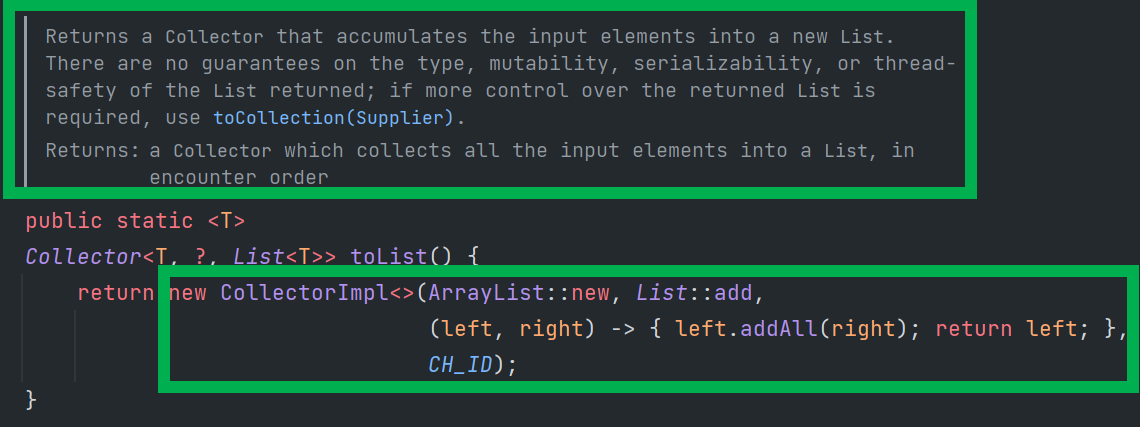 Returns a Collector that accumulates the input elements into a new List.
There are no guarantees on the type, mutability, serializability, or thread-
safety of the List returned; if more control over the returned List is
required, use toCollection(Supplier).
Returns: a Collector which collects all the input elements into a List, in
encounter order
public static <T>
Collector<T, ?, List<T>> toList() {
return new CollectorImpl<>(ArrayList::new, List::add,
(left, right) -> { left.addAll(right); return left; },
CH_ID);
}